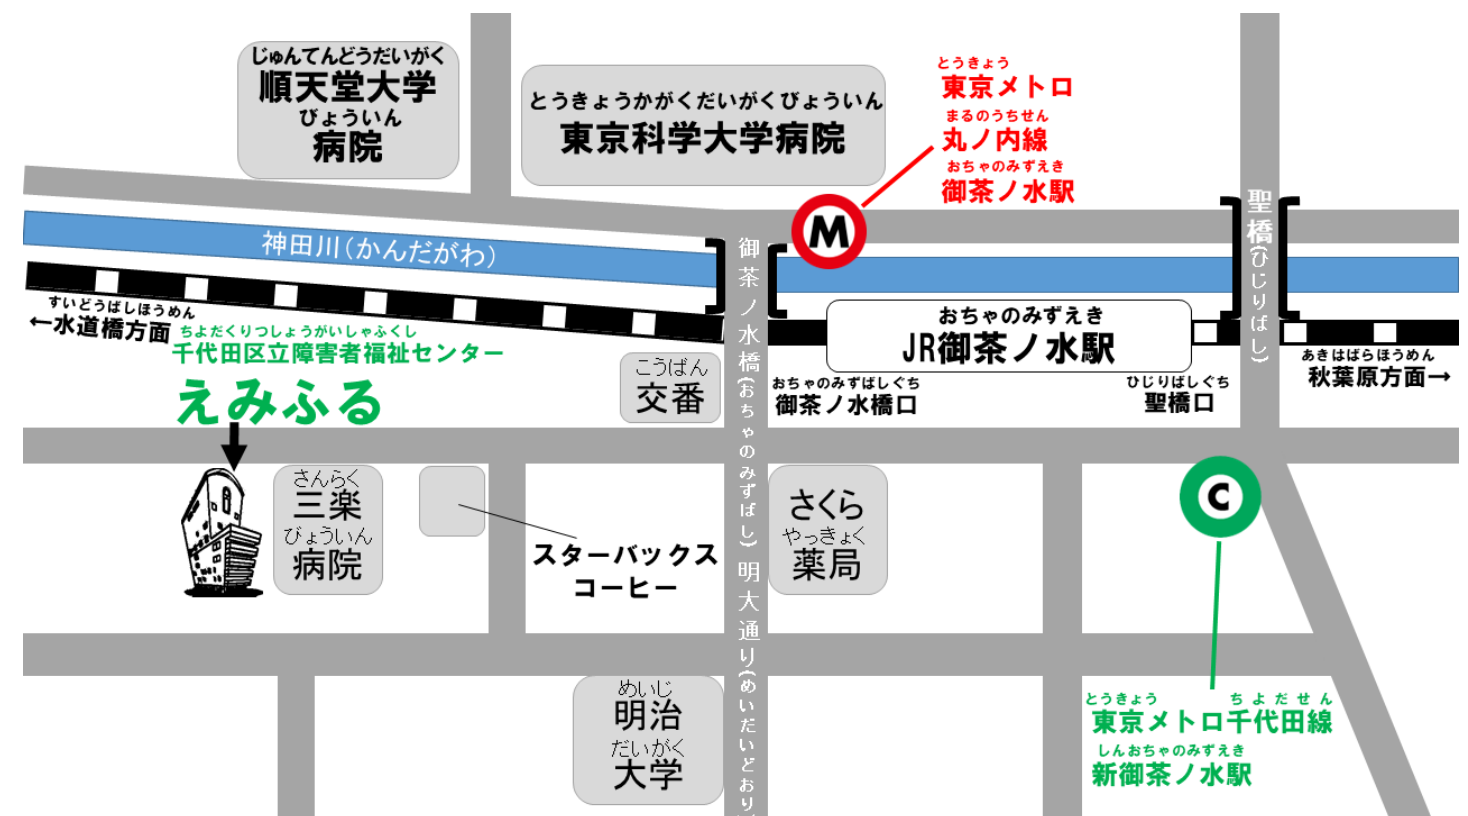 じゅんてんどうだいがく
順天堂大学
びょういん
病院
とうきょうかがくだいがくびょういん
東京科学大学病院
とうきょう
東京メトロ
まるのうちせん
丸ノ内線
おちゃのみずえき
御茶ノ水駅
M
神田川(かんだがわ)
御茶ノ水橋(おちゃのみずばし)
聖橋(ひじりばし)
すいどうばしほうめん
←水道橋方面
ちよだくりつしょうがいしゃふくし
千代田区立障害者福祉センター
えみふる
こうばん
交番
おちゃのみずえき
JR御茶ノ水駅
おちゃのみずばしぐち
御茶ノ水橋口
ひじりばしぐち
聖橋口
あきはばらほうめん
秋葉原方面→
さんらく
三楽
びょういん
病院
スターバックス
コーヒー
さくら
やっきょく
薬局
C
明大通り(めいだいどおり)
めいじ
明治
だいがく
大学
とうきょう ちよだせん
東京メトロ千代田線
しんおちゃのみずえき
新御茶ノ水駅